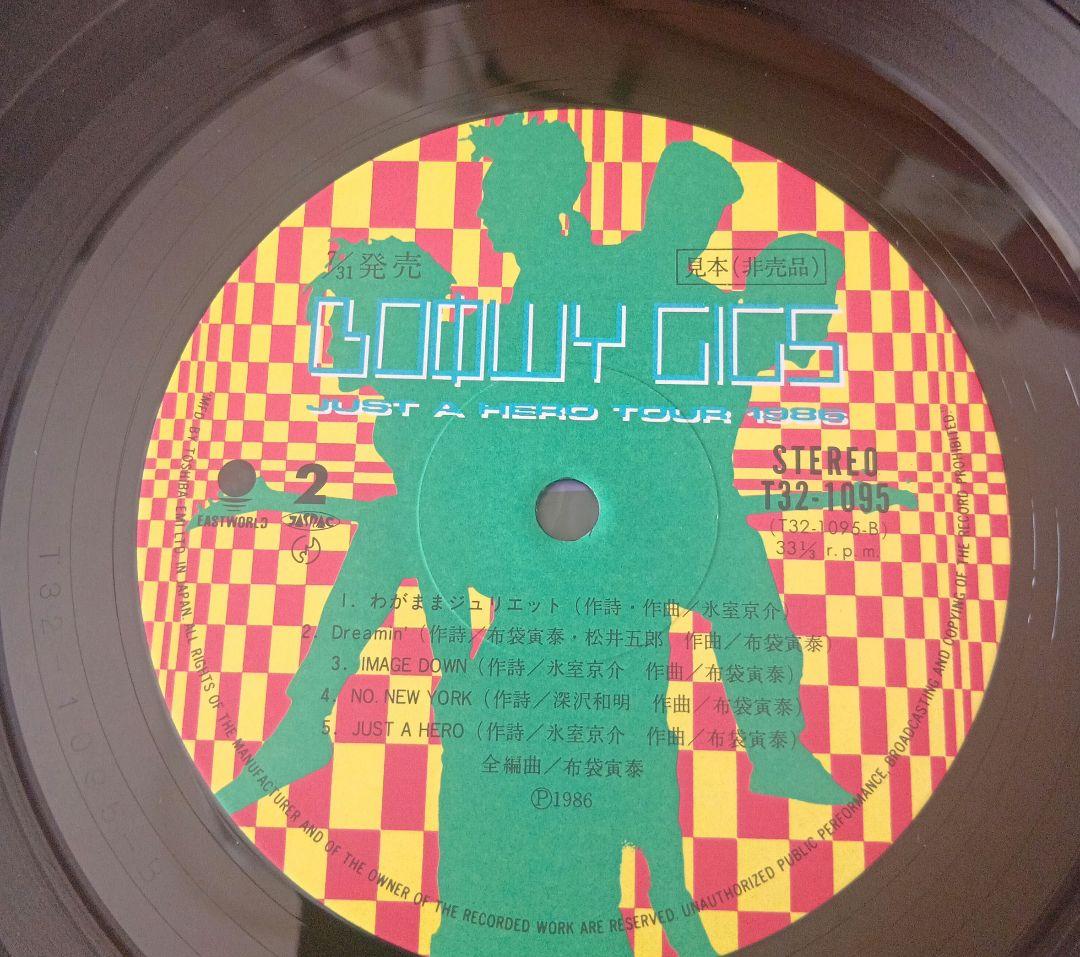 7/31発売
見本(非売品)
BOØWY GIGS
JUST A HERO TOUR 1986
STEREO
T32-1095
(T32-1095-B)
33⅓ r.p.m.
EASTWORLD
2
JASRAC
1. わがままジュリエット(作詩・作曲/氷室京介)
2. Dreamin'(作詩/布袋寅泰・松井五郎 作曲/布袋寅泰)
3. IMAGE DOWN(作詩/氷室京介 作曲/布袋寅泰)
4. NO. NEW YORK(作詩/深沢和明 作曲/布袋寅泰)
5. JUST A HERO(作詩/氷室京介 作曲/布袋寅泰)
全編曲/布袋寅泰
Ⓟ1986
MFD. BY TOSHIBA EMI LTD. IN JAPAN. ALL RIGHTS OF THE MANUFACTURER AND OF THE OWNER OF THE RECORDED WORK ARE RESERVED. UNAUTHORIZED PUBLIC PERFORMANCE, BROADCASTING AND COPYING OF THE RECORD PROHIBITED.